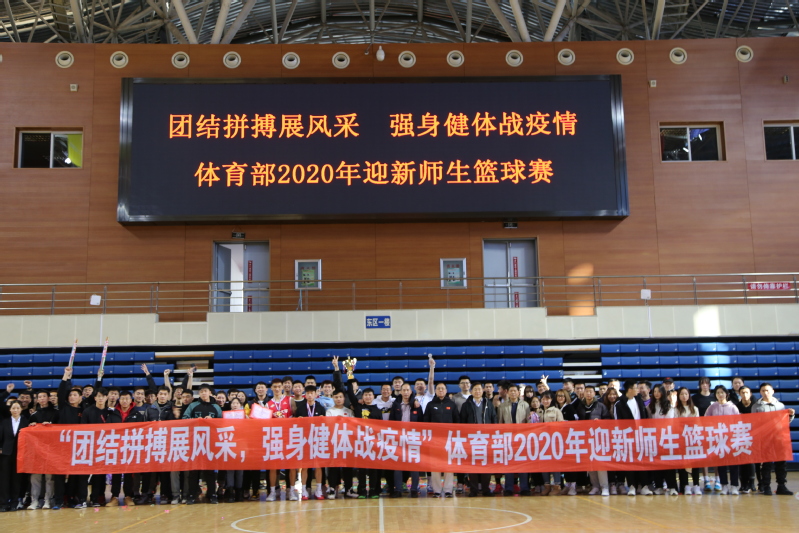 团结拼搏展风采 强身健体战疫情
体育部2020年迎新师生篮球赛
东区一楼
“团结拼搏展风采，强身健体战疫情”体育部2020年迎新师生篮球赛